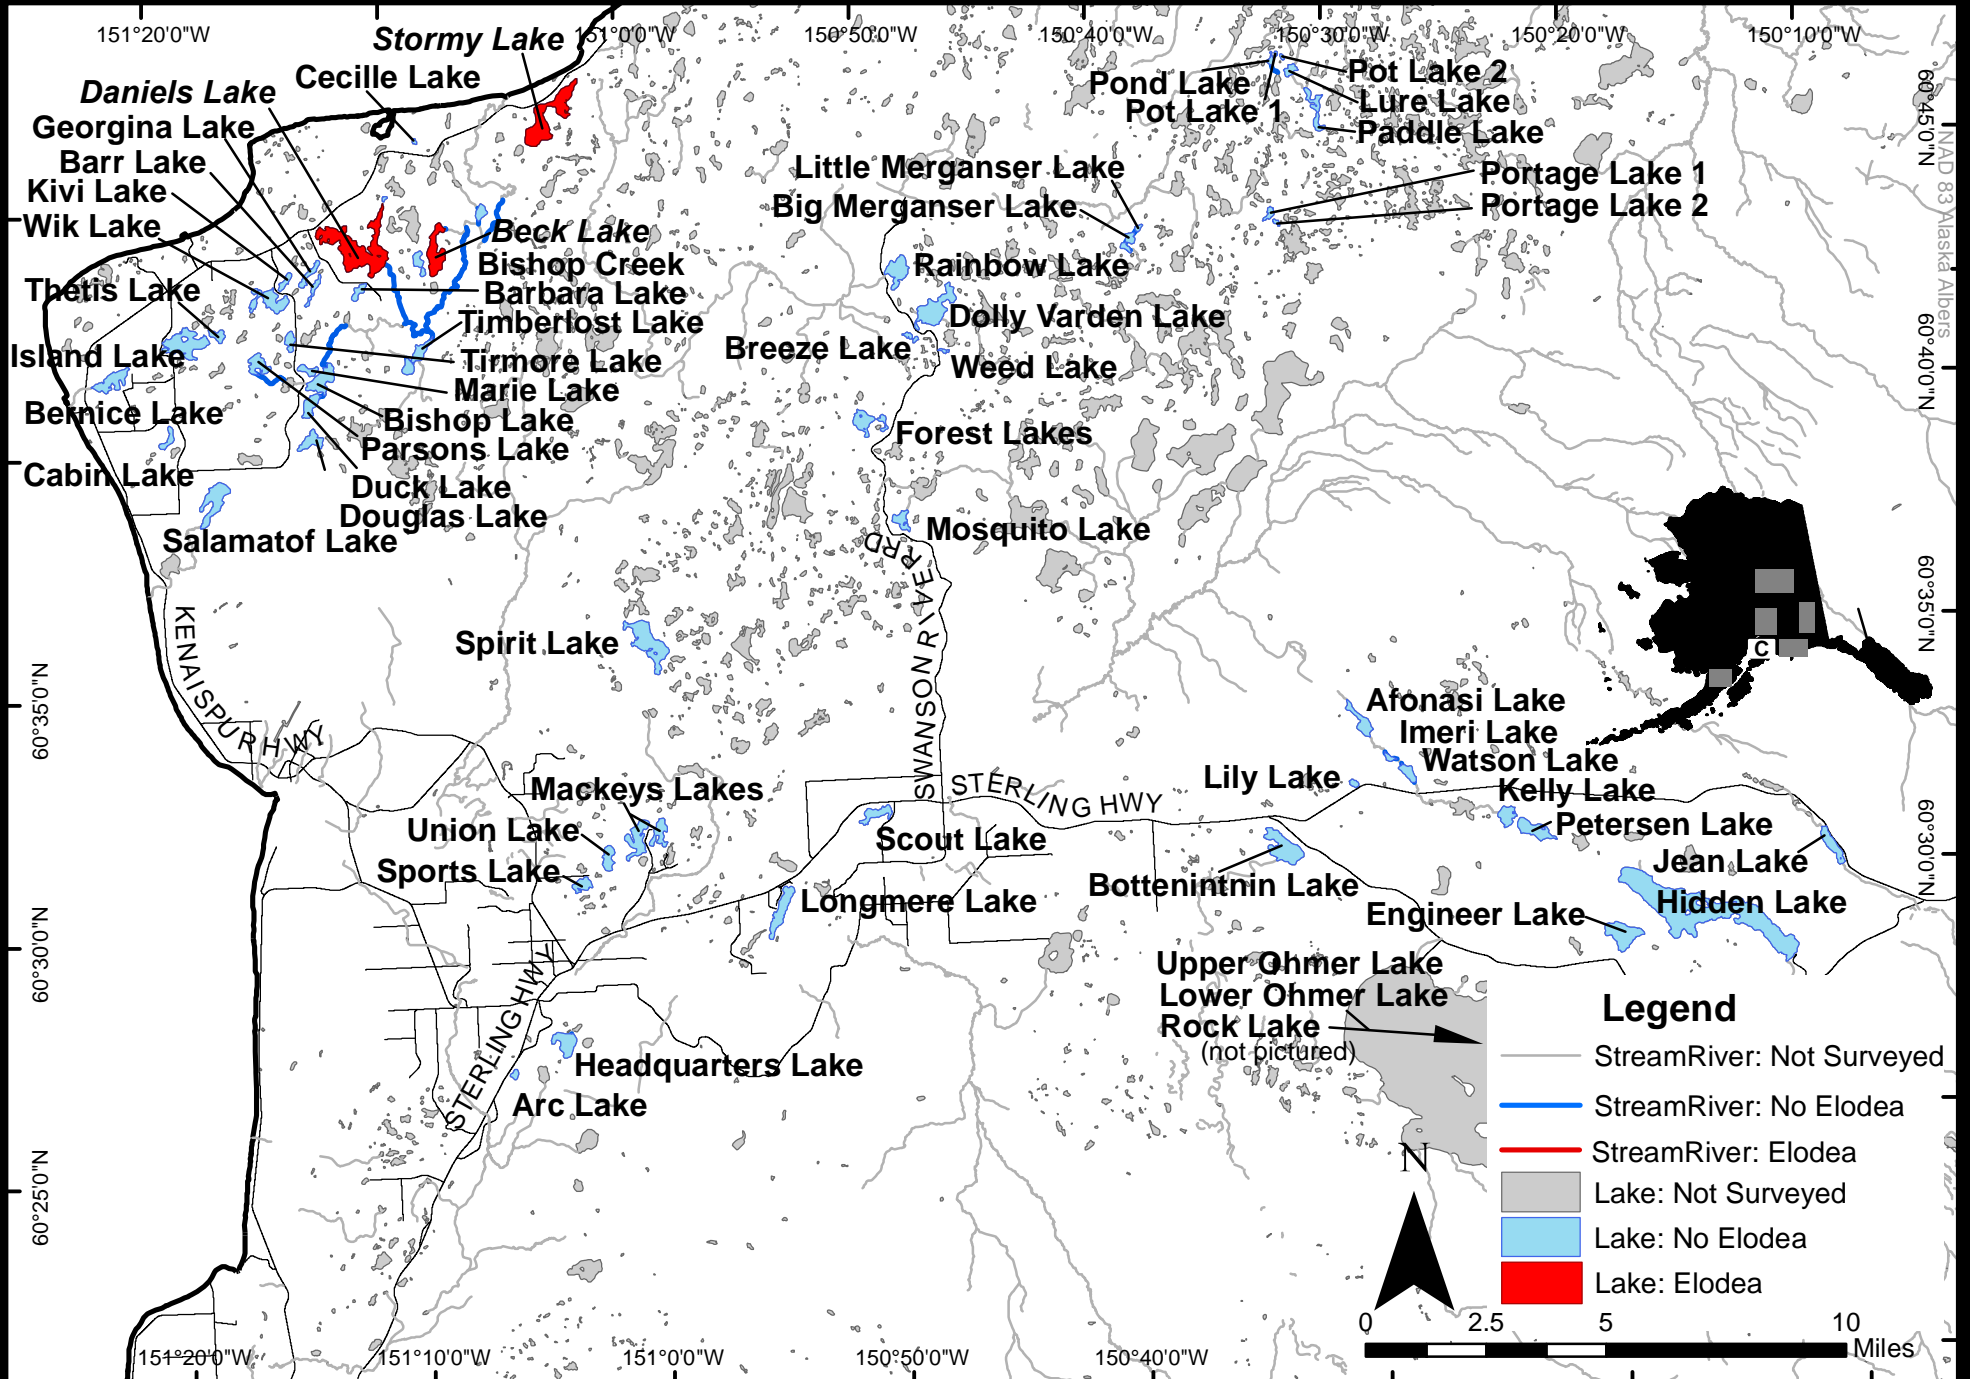 151°20'0"W
151°0'0"W
150°50'0"W
150°40'0"W
150°30'0"W
150°20'0"W
150°10'0"W
Stormy Lake
Cecille Lake
Daniels Lake
Georgina Lake
Barr Lake
Kivi Lake
Wik Lake
Thetis Lake
Island Lake
Bernice Lake
Cabin Lake
Salamatof Lake
Beck Lake
Bishop Creek
Barbara Lake
Timberlost Lake
Tirmore Lake
Marie Lake
Bishop Lake
Parsons Lake
Duck Lake
Douglas Lake
Pond Lake
Pot Lake 1
Pot Lake 2
Lure Lake
Paddle Lake
Little Merganser Lake
Big Merganser Lake
Portage Lake 1
Portage Lake 2
Rainbow Lake
Dolly Varden Lake
Breeze Lake
Weed Lake
Forest Lakes
Mosquito Lake
SWANSON RIVER RD
RD
60°45'0"N
NAD 83 Alaska Albers
60°40'0"N
60°35'0"N
60°30'0"N
C
KENAI SPUR HWY
Spirit Lake
60°35'0"N
60°30'0"N
60°25'0"N
Mackeys Lakes
Union Lake
Sports Lake
STERLING HWY
Scout Lake
Longmere Lake
Afonasi Lake
Imeri Lake
Watson Lake
Lily Lake
Kelly Lake
Petersen Lake
Jean Lake
Hidden Lake
Bottenintnin Lake
Engineer Lake
Upper Ohmer Lake
Lower Ohmer Lake
Rock Lake
(not pictured)
STERLING HWY
Headquarters Lake
Arc Lake
Legend
StreamRiver: Not Surveyed
StreamRiver: No Elodea
StreamRiver: Elodea
Lake: Not Surveyed
Lake: No Elodea
Lake: Elodea
N
0 2.5 5 10
Miles
151°20'0"W
151°10'0"W
151°0'0"W
150°50'0"W
150°40'0"W